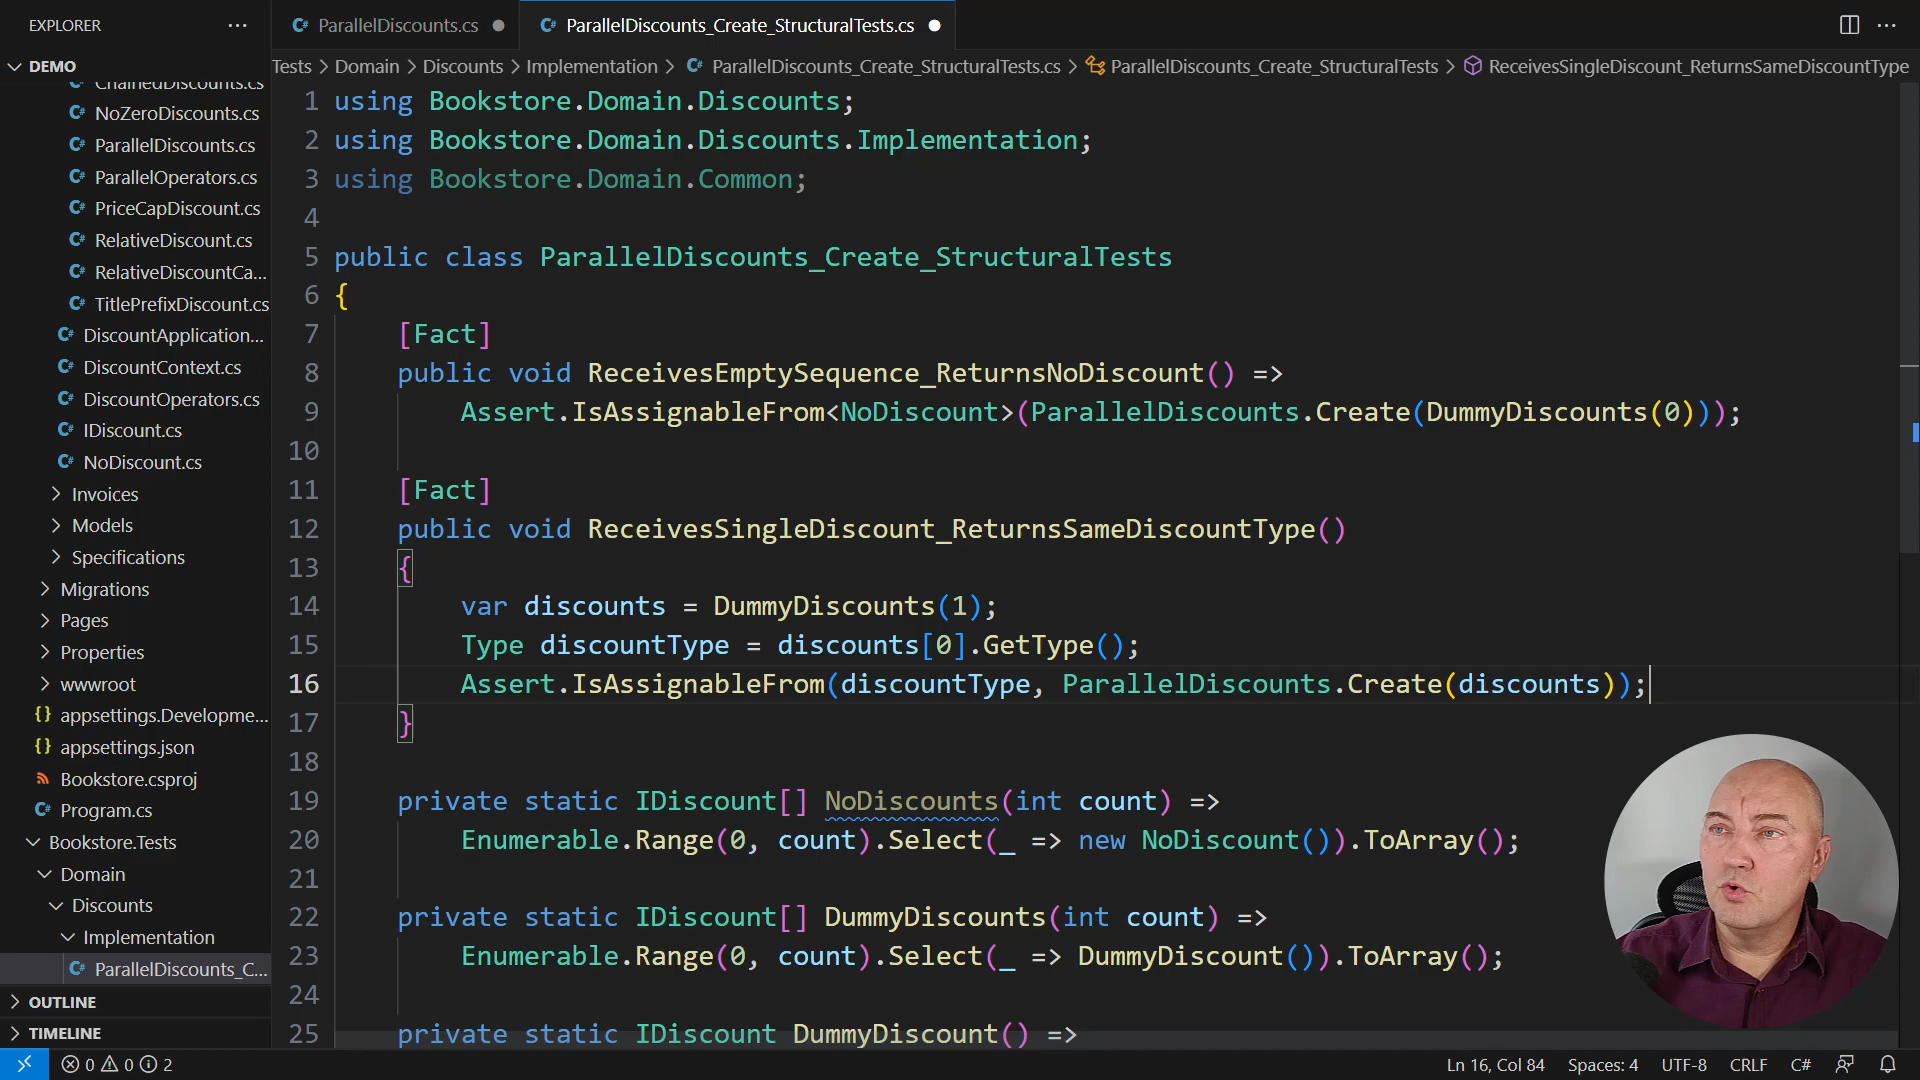 EXPLORER
ParallelDiscounts.cs
ParallelDiscounts_Create_StructuralTests.cs
DEMO
Tests > Domain > Discounts > Implementation > ParallelDiscounts_Create_StructuralTests.cs > ParallelDiscounts_Create_StructuralTests > ReceivesSingleDiscount_ReturnsSameDiscountType
ChainedDiscounts.cs
NoZeroDiscounts.cs
ParallelDiscounts.cs
ParallelOperators.cs
PriceCapDiscount.cs
RelativeDiscount.cs
RelativeDiscountCa...
TitlePrefixDiscount.cs
DiscountApplication...
DiscountContext.cs
DiscountOperators.cs
IDiscount.cs
NoDiscount.cs
Invoices
Models
Specifications
Migrations
Pages
Properties
wwwroot
appsettings.Developme...
appsettings.json
Bookstore.csproj
Program.cs
Bookstore.Tests
Domain
Discounts
Implementation
ParallelDiscounts_C...
OUTLINE
TIMELINE
1 using Bookstore.Domain.Discounts;
2 using Bookstore.Domain.Discounts.Implementation;
3 using Bookstore.Domain.Common;
4
5 public class ParallelDiscounts_Create_StructuralTests
6 {
7 [Fact]
8 public void ReceivesEmptySequence_ReturnsNoDiscount() =>
9 Assert.IsAssignableFrom<NoDiscount>(ParallelDiscounts.Create(DummyDiscounts(0)));
10
11 [Fact]
12 public void ReceivesSingleDiscount_ReturnsSameDiscountType()
13 {
14 var discounts = DummyDiscounts(1);
15 Type discountType = discounts[0].GetType();
16 Assert.IsAssignableFrom(discountType, ParallelDiscounts.Create(discounts));
17 }
18
19 private static IDiscount[] NoDiscounts(int count) =>
20 Enumerable.Range(0, count).Select(_ => new NoDiscount()).ToArray();
21
22 private static IDiscount[] DummyDiscounts(int count) =>
23 Enumerable.Range(0, count).Select(_ => DummyDiscount()).ToArray();
24
25 private static IDiscount DummyDiscount() =>
0 0 2
Ln 16, Col 84 Spaces: 4 UTF-8 CRLF C#